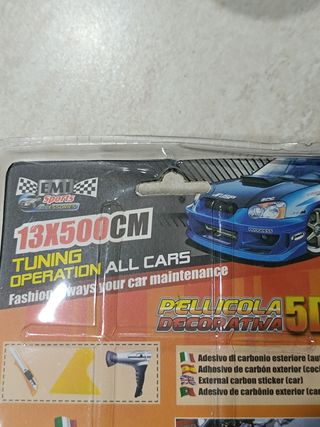 EMI
Sports
13X500CM
TUNING
OPERATION ALL CARS
Fashion always your car maintenance
PELLICOLA 5D
DECORATIVA
Adesivo di carbonio esteriore
Adhesivo de carbón exterior
External carbon sticker (car)
Adesivo de carbônio exterior